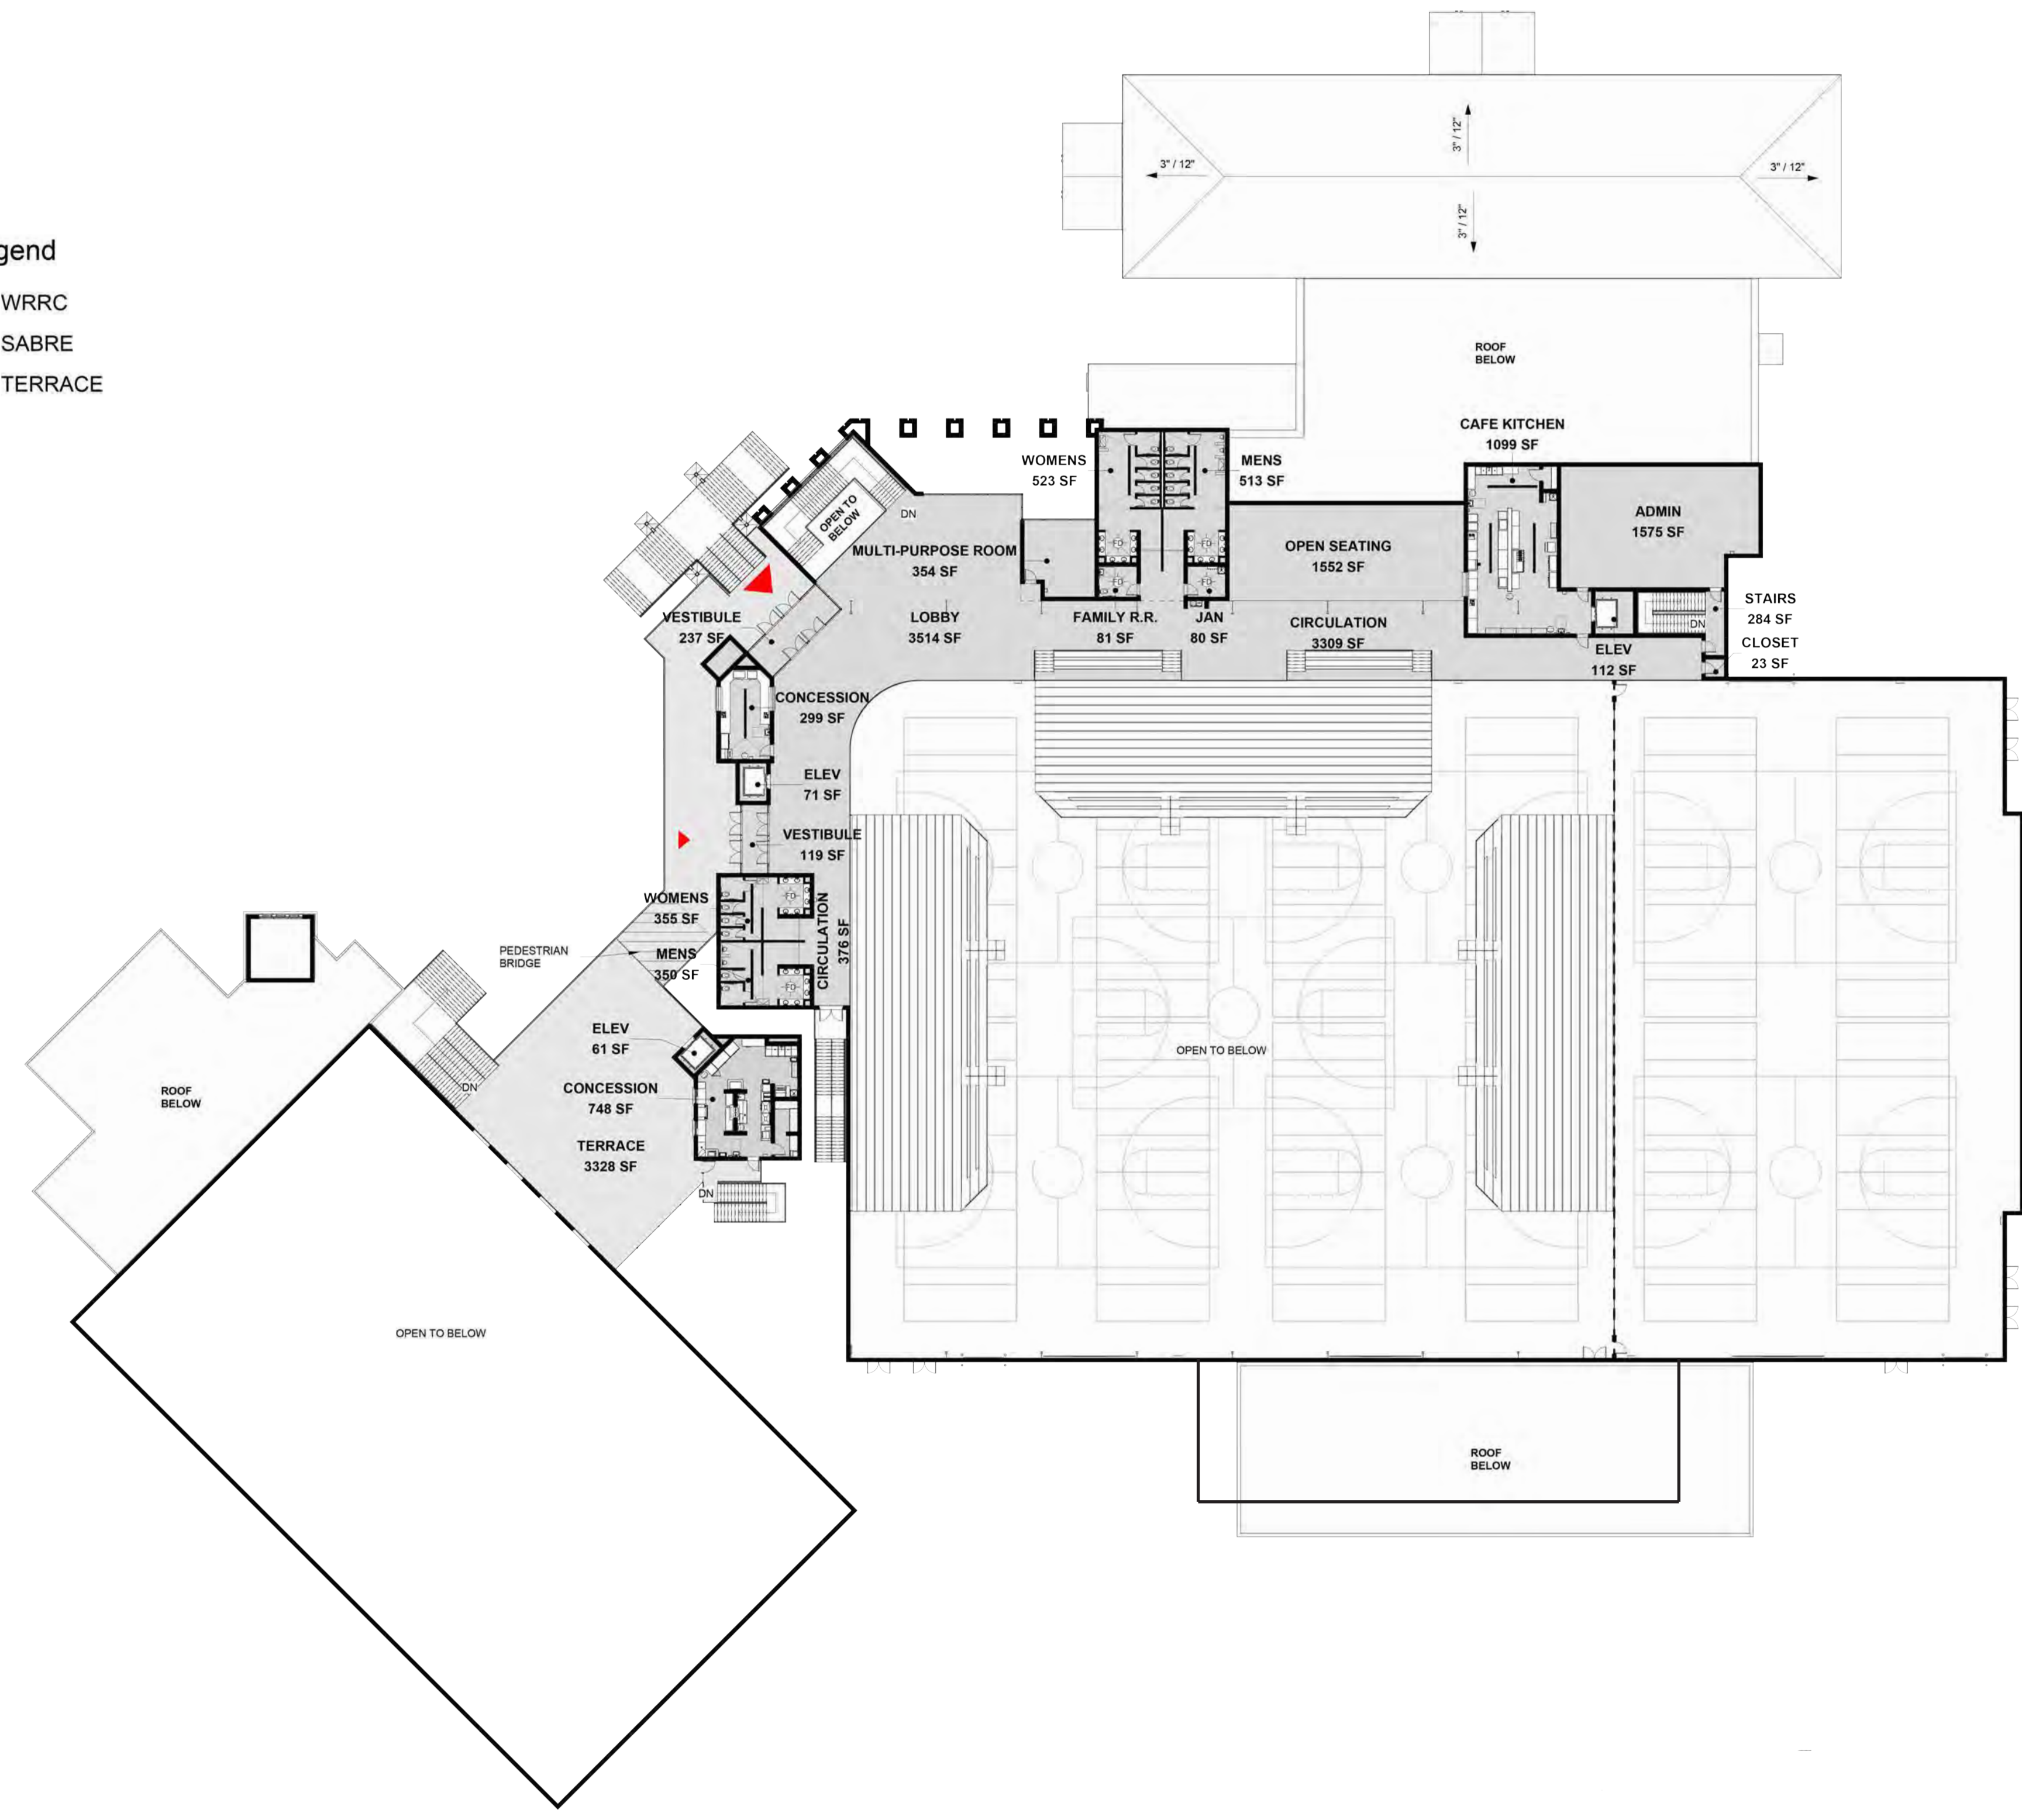 gend
WRRC
SABRE
TERRACE
3" / 12"
3" / 12"
3" / 12"
3" / 12"
ROOF
BELOW
CAFE KITCHEN
1099 SF
WOMENS
523 SF
MENS
513 SF
ADMIN
1575 SF
OPEN TO
BELOW
DN
MULTI-PURPOSE ROOM
354 SF
OPEN SEATING
1552 SF
VESTIBULE
237 SF
LOBBY
3514 SF
FAMILY R.R.
81 SF
JAN
80 SF
CIRCULATION
3309 SF
STAIRS
284 SF
DN
CLOSET
23 SF
ELEV
112 SF
CONCESSION
299 SF
ELEV
71 SF
VESTIBULE
119 SF
WOMENS
355 SF
CIRCULATION
376 SF
PEDESTRIAN
BRIDGE
MENS
350 SF
ELEV
61 SF
OPEN TO BELOW
DN
ROOF
BELOW
CONCESSION
748 SF
TERRACE
3328 SF
DN
OPEN TO BELOW
ROOF
BELOW